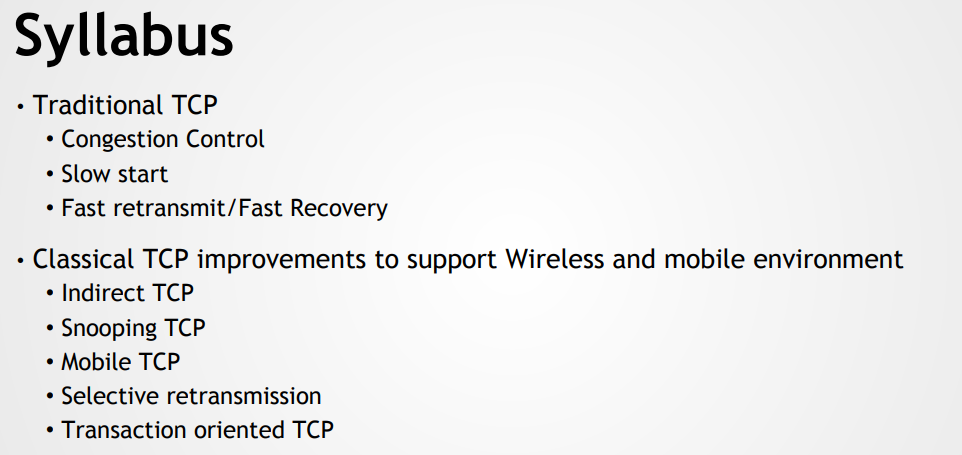 Syllabus
• Traditional TCP
• Congestion Control
• Slow start
• Fast retransmit/Fast Recovery
• Classical TCP improvements to support Wireless and mobile environment
• Indirect TCP
• Snooping TCP
• Mobile TCP
• Selective retransmission
• Transaction oriented TCP